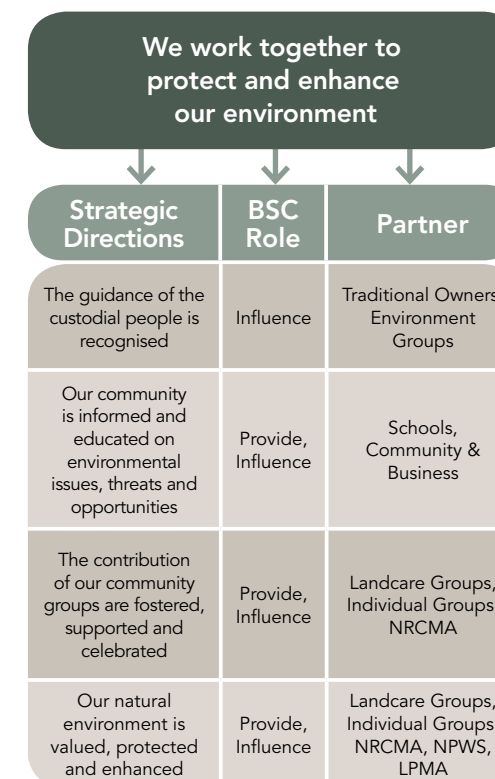 We work together to
protect and enhance
our environment
Strategic
Directions
BSC
Role
Partner
The guidance of the
custodial people is
recognised
Influence
Traditional Owners
Environment
Groups
Our community
is informed and
educated on
environmental
issues, threats and
opportunities
Provide,
Influence
Schools,
Community &
Business
The contribution
of our community
groups are fostered,
supported and
celebrated
Provide,
Influence
Landcare Groups,
Individual Groups
NRCMA
Our natural
environment is
valued, protected
and enhanced
Provide,
Influence
Landcare Groups,
Individual Groups
NRCMA, NPWS,
LPMA